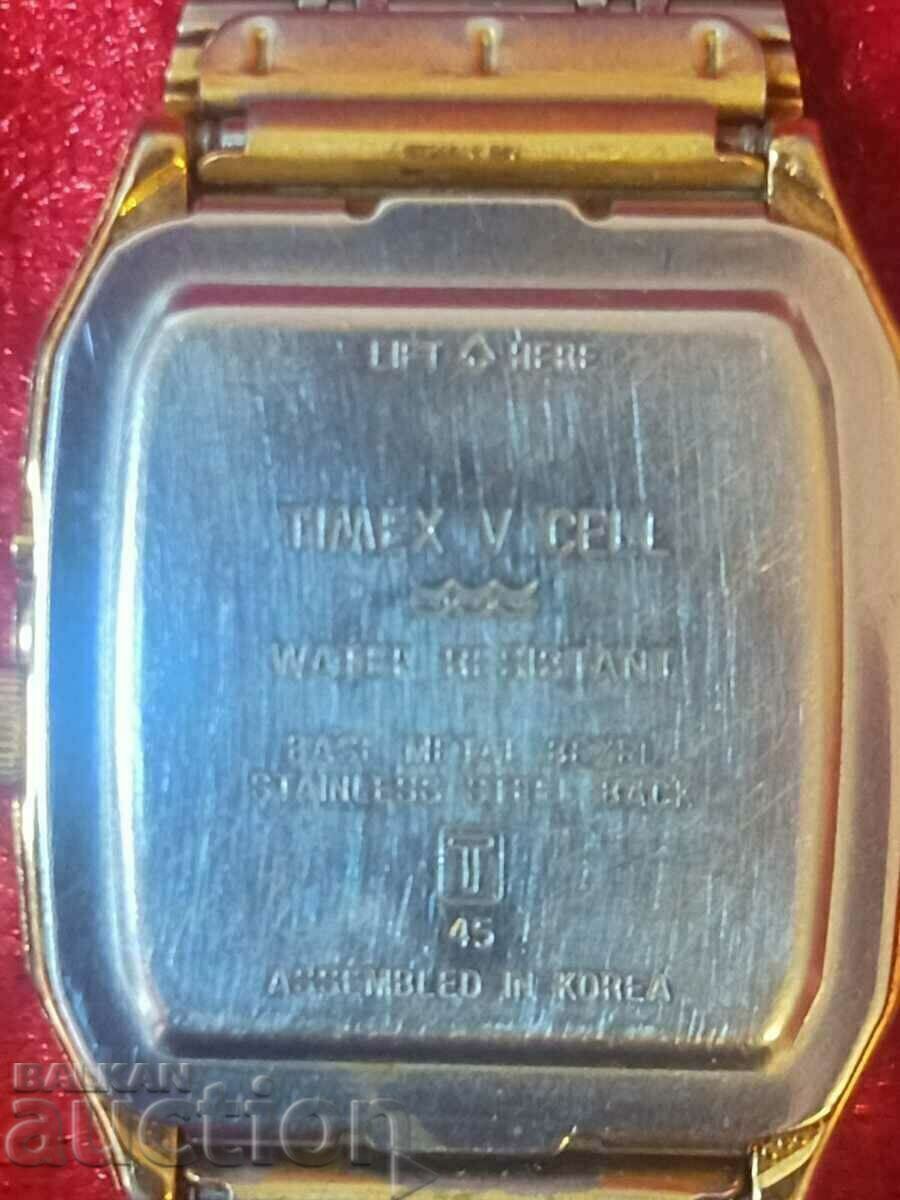 LIFT HERE
TIMEX V CELL
WATER RESISTANT
BASE METAL BEZEL
STAINLESS STEEL BACK
T
45
ASSEMBLED IN KOREA
BALKAN
auction